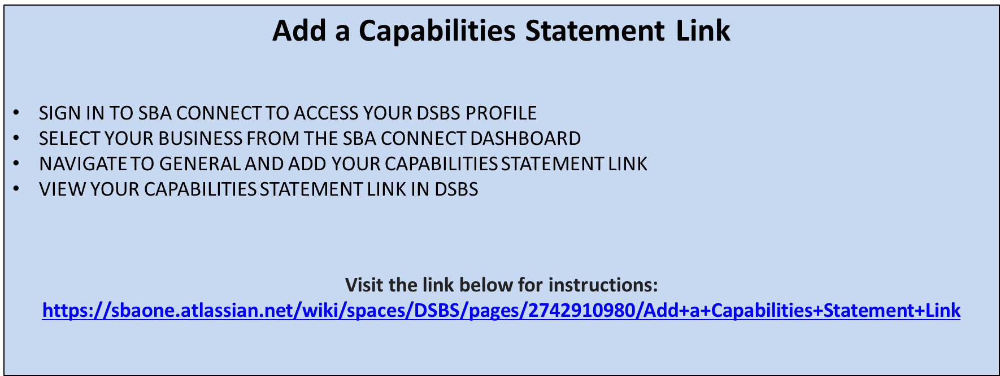 Add a Capabilities Statement Link
• SIGN IN TO SBA CONNECT TO ACCESS YOUR DSBS PROFILE
• SELECT YOUR BUSINESS FROM THE SBA CONNECT DASHBOARD
• NAVIGATE TO GENERAL AND ADD YOUR CAPABILITIES STATEMENT LINK
• VIEW YOUR CAPABILITIES STATEMENT LINK IN DSBS
Visit the link below for instructions:
https://sbaone.atlassian.net/wiki/spaces/DSBS/pages/2742910980/Add+a+Capabilities+Statement+Link